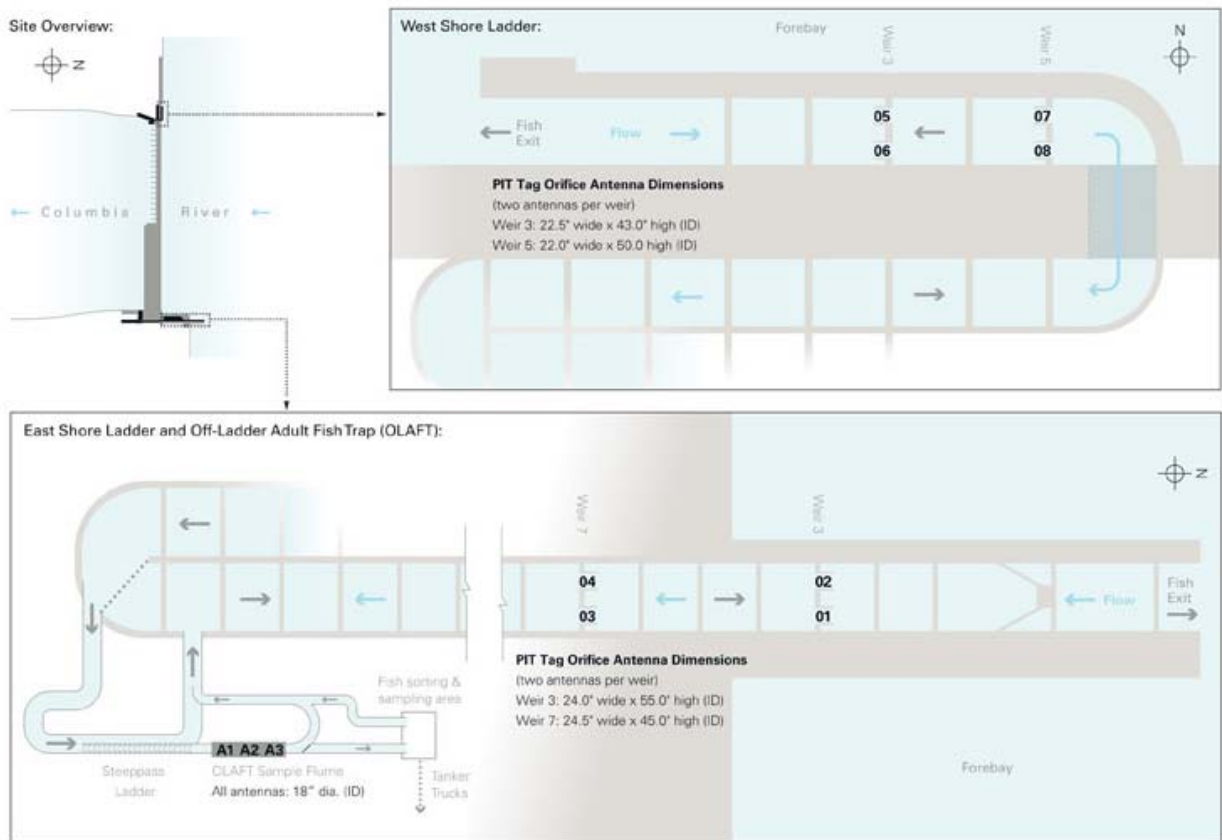 Site Overview:
N
Columbia River
West Shore Ladder:
Forebay
Weir 3
Weir 5
N
Fish
Exit
Flow
05
06
07
08
PIT Tag Orifice Antenna Dimensions
(two antennas per weir)
Weir 3: 22.5" wide x 43.0" high (ID)
Weir 5: 22.0" wide x 50.0 high (ID)
East Shore Ladder and Off-Ladder Adult Fish Trap (OLAFT):
N
Weir 7
Weir 3
04
03
02
01
Flow
Fish
Exit
PIT Tag Orifice Antenna Dimensions
(two antennas per weir)
Weir 3: 24.0" wide x 55.0" high (ID)
Weir 7: 24.5" wide x 45.0" high (ID)
Fish sorting &
sampling area
A1 A2 A3
Steeppass
Ladder
OLAFT Sample Flume
All antennas: 18" dia. (ID)
Tanker
Trucks
Forebay